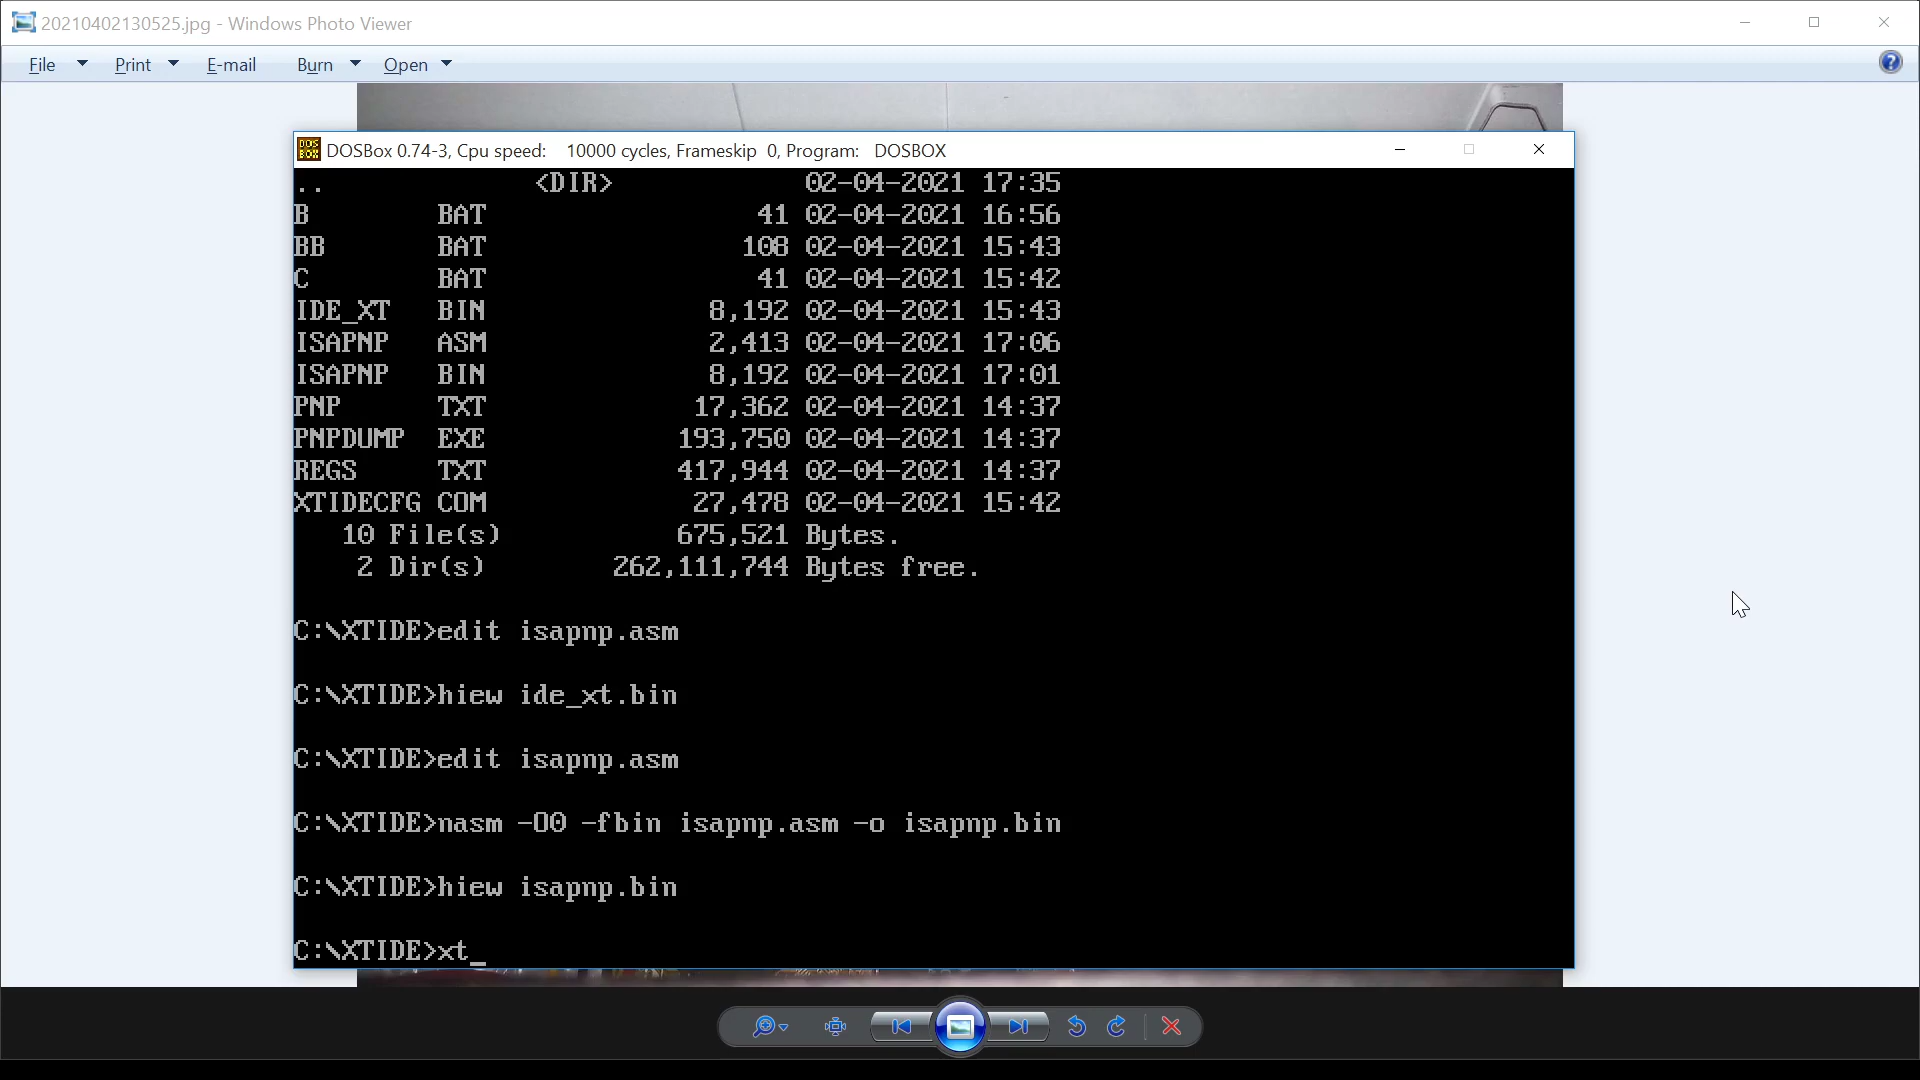 20210402130525.jpg - Windows Photo Viewer
File Print E-mail Burn Open
DOS BOX DOSBox 0.74-3, Cpu speed: 10000 cycles, Frameskip 0, Program: DOSBOX
.. <DIR> 02-04-2021 17:35
B BAT 41 02-04-2021 16:56
BB BAT 108 02-04-2021 15:43
C BAT 41 02-04-2021 15:42
IDE_XT BIN 8,192 02-04-2021 15:43
ISAPNP ASM 2,413 02-04-2021 17:06
ISAPNP BIN 8,192 02-04-2021 17:01
PNP TXT 17,362 02-04-2021 14:37
PNPDUMP EXE 193,750 02-04-2021 14:37
REGS TXT 417,944 02-04-2021 14:37
XTIDECFG COM 27,478 02-04-2021 15:42
10 File(s) 675,521 Bytes.
2 Dir(s) 262,111,744 Bytes free.
C:\XTIDE>edit isapnp.asm
C:\XTIDE>hiew ide_xt.bin
C:\XTIDE>edit isapnp.asm
C:\XTIDE>nasm -O0 -fbin isapnp.asm -o isapnp.bin
C:\XTIDE>hiew isapnp.bin
C:\XTIDE>xt_